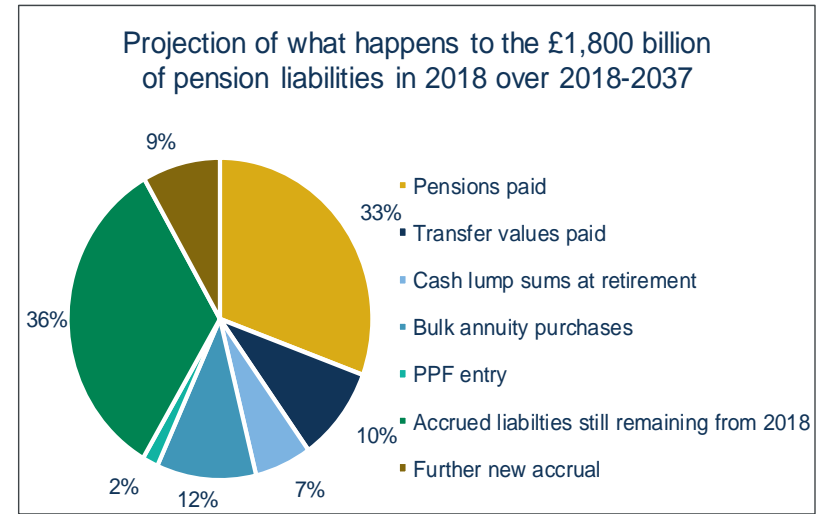 Projection of what happens to the £1,800 billion
of pension liabilities in 2018 over 2018-2037
9%
33%
36%
10%
2%
12%
7%
Pensions paid
Transfer values paid
Cash lump sums at retirement
Bulk annuity purchases
PPF entry
Accrued liabilties still remaining from 2018
Further new accrual